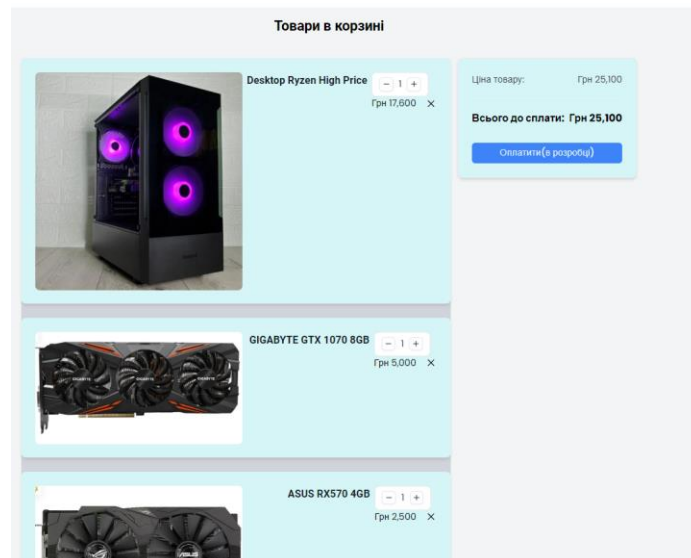 Товари в корзині
Desktop Ryzen High Price
− 1 +
Грн 17,600 ×
Ціна товару: Грн 25,100
Всього до сплати: Грн 25,100
Оплатити(в розробці)
GIGABYTE GTX 1070 8GB
− 1 +
Грн 5,000 ×
ASUS RX570 4GB
− 1 +
Грн 2,500 ×